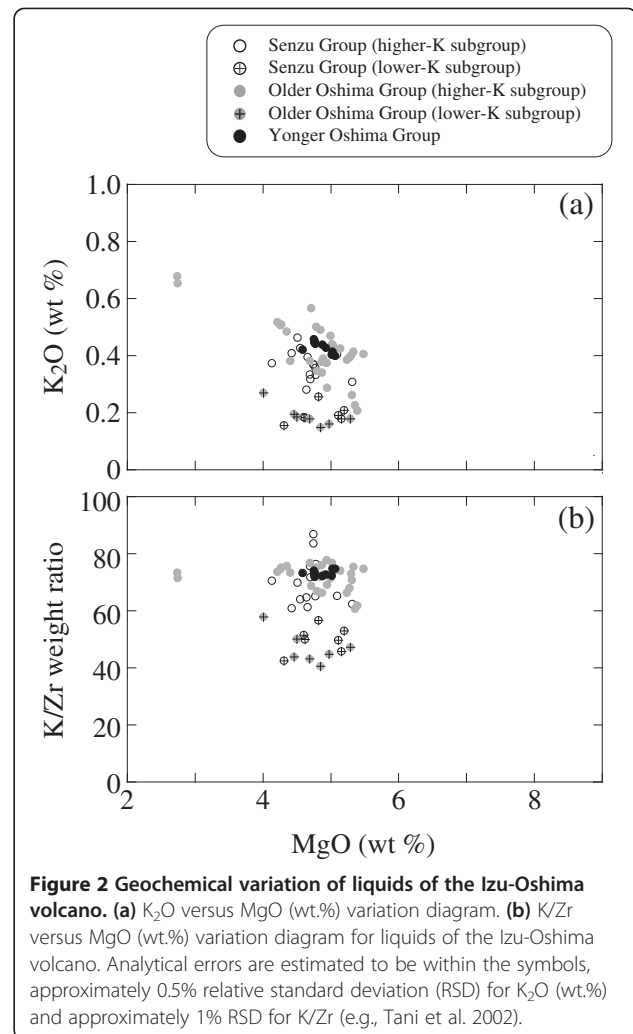 Senzu Group (higher-K subgroup)
Senzu Group (lower-K subgroup)
Older Oshima Group (higher-K subgroup)
Older Oshima Group (lower-K subgroup)
Yonger Oshima Group
(a)
1.0
0.8
0.6
0.4
0.2
0
K₂O (wt %)
(b)
100
80
60
40
20
0
K/Zr weight ratio
2 4 6 8
MgO (wt %)
Figure 2 Geochemical variation of liquids of the Izu-Oshima
volcano. (a) K₂O versus MgO (wt.%) variation diagram. (b) K/Zr
versus MgO (wt.%) variation diagram for liquids of the Izu-Oshima
volcano. Analytical errors are estimated to be within the symbols,
approximately 0.5% relative standard deviation (RSD) for K₂O (wt.%)
and approximately 1% RSD for K/Zr (e.g., Tani et al. 2002).